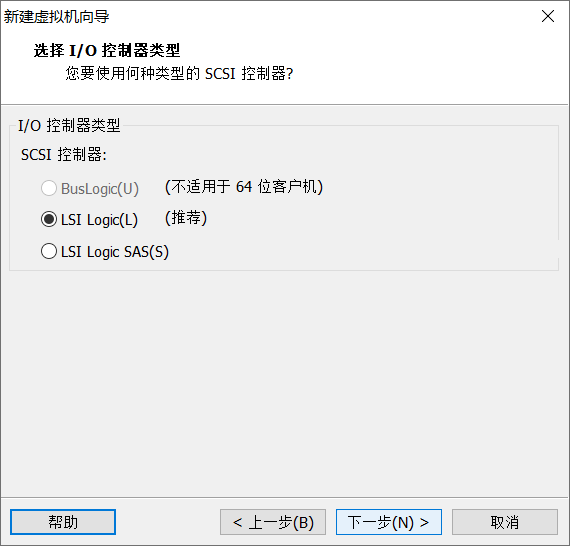 新建虚拟机向导
选择 I/O 控制器类型
您要使用何种类型的 SCSI 控制器?
I/O 控制器类型
SCSI 控制器:
BusLogic(U) (不适用于 64 位客户机)
LSI Logic(L) (推荐)
LSI Logic SAS(S)
帮助 < 上一步(B) 下一步(N) > 取消